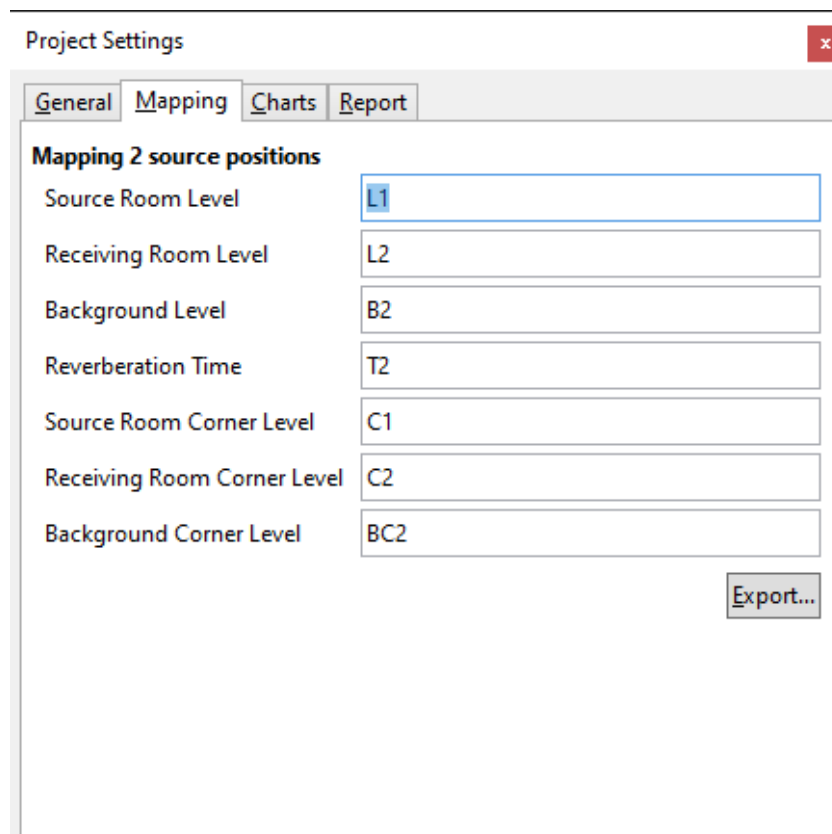 Project Settings
x
General Mapping Charts Report
Mapping 2 source positions
Source Room Level L1
Receiving Room Level L2
Background Level B2
Reverberation Time T2
Source Room Corner Level C1
Receiving Room Corner Level C2
Background Corner Level BC2
Export...